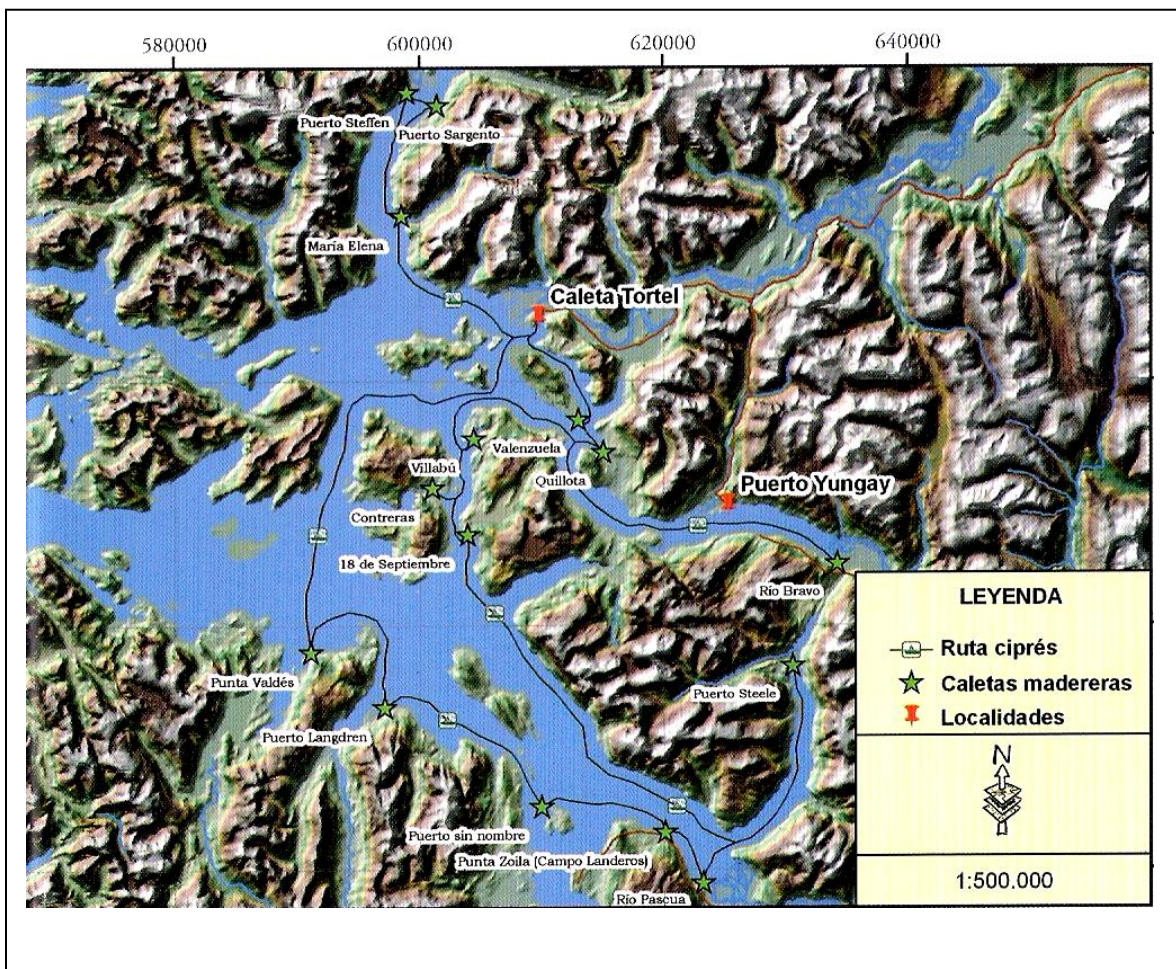 580000 600000 620000 640000
Puerto Steffen
Puerto Sargento
María Elena
Caleta Tortel
Valenzuela
Villabú
Quillota
Puerto Yungay
Contreras
18 de Septiembre
Río Bravo
Punta Valdés
Puerto Steele
Puerto Langdren
Puerto sin nombre
Punta Zoila (Campo Landeros)
Río Pascua
LEYENDA
Ruta ciprés
Caletas madereras
Localidades
N
1:500.000